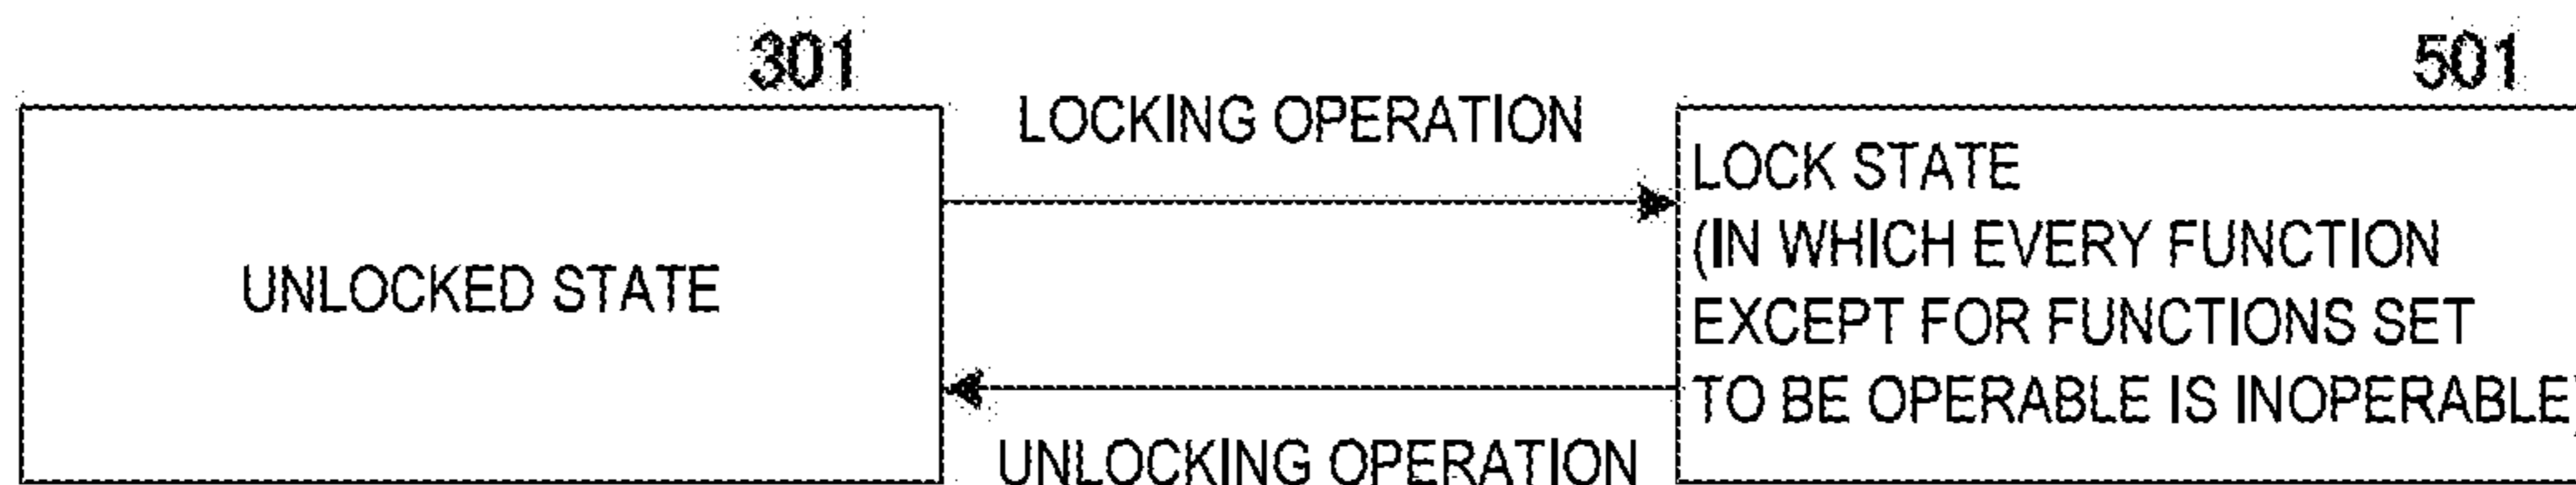 301
501
LOCKING OPERATION
UNLOCKED STATE
LOCK STATE
(IN WHICH EVERY FUNCTION
EXCEPT FOR FUNCTIONS SET
TO BE OPERABLE IS INOPERABLE)
UNLOCKING OPERATION